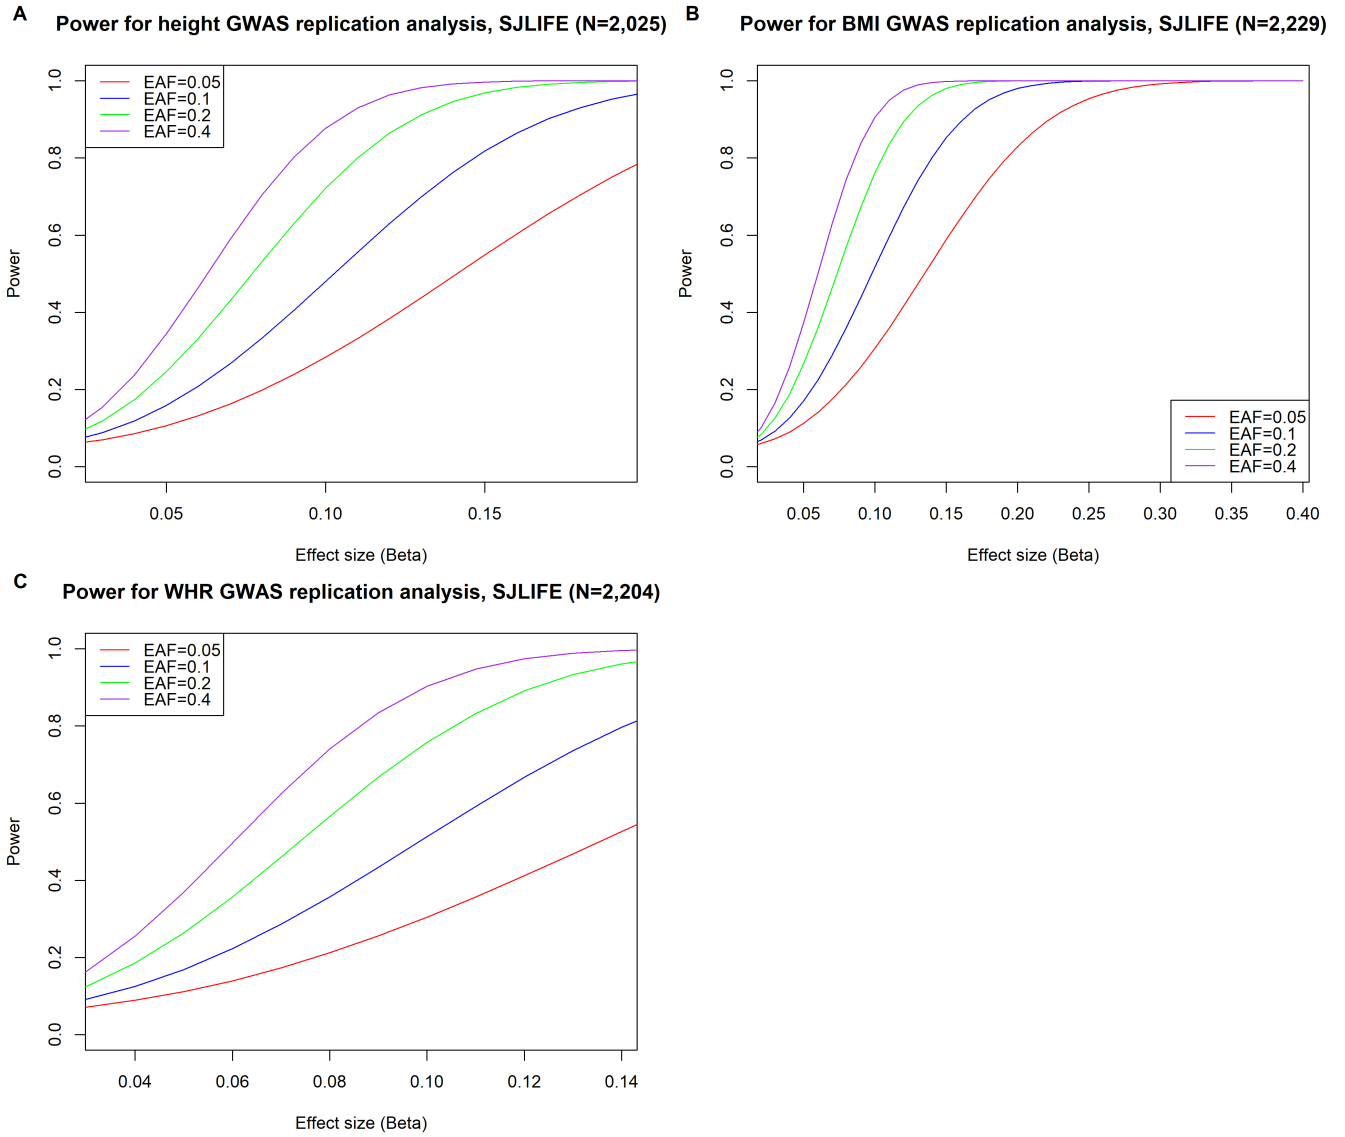 A
Power for height GWAS replication analysis, SJLIFE (N=2,025)
EAF=0.05
EAF=0.1
EAF=0.2
EAF=0.4
Power
0.0
0.2
0.4
0.6
0.8
1.0
0.05
0.10
0.15
Effect size (Beta)
B
Power for BMI GWAS replication analysis, SJLIFE (N=2,229)
Power
0.0
0.2
0.4
0.6
0.8
1.0
EAF=0.05
EAF=0.1
EAF=0.2
EAF=0.4
0.05
0.10
0.15
0.20
0.25
0.30
0.35
0.40
Effect size (Beta)
C
Power for WHR GWAS replication analysis, SJLIFE (N=2,204)
EAF=0.05
EAF=0.1
EAF=0.2
EAF=0.4
Power
0.0
0.2
0.4
0.6
0.8
1.0
0.04
0.06
0.08
0.10
0.12
0.14
Effect size (Beta)